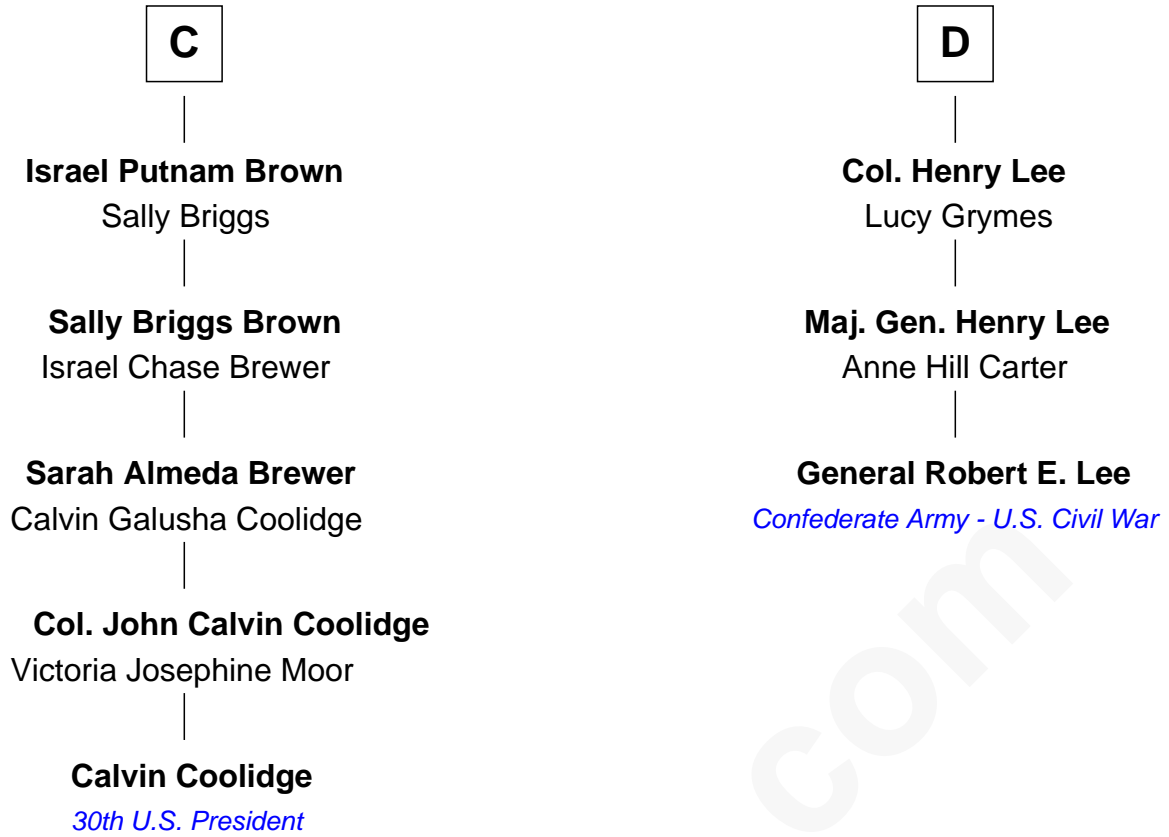 C
Israel Putnam Brown
Sally Briggs
Sally Briggs Brown
Israel Chase Brewer
Sarah Almeda Brewer
Calvin Galusha Coolidge
Col. John Calvin Coolidge
Victoria Josephine Moor
Calvin Coolidge
30th U.S. President
D
Col. Henry Lee
Lucy Grymes
Maj. Gen. Henry Lee
Anne Hill Carter
General Robert E. Lee
Confederate Army - U.S. Civil War
com